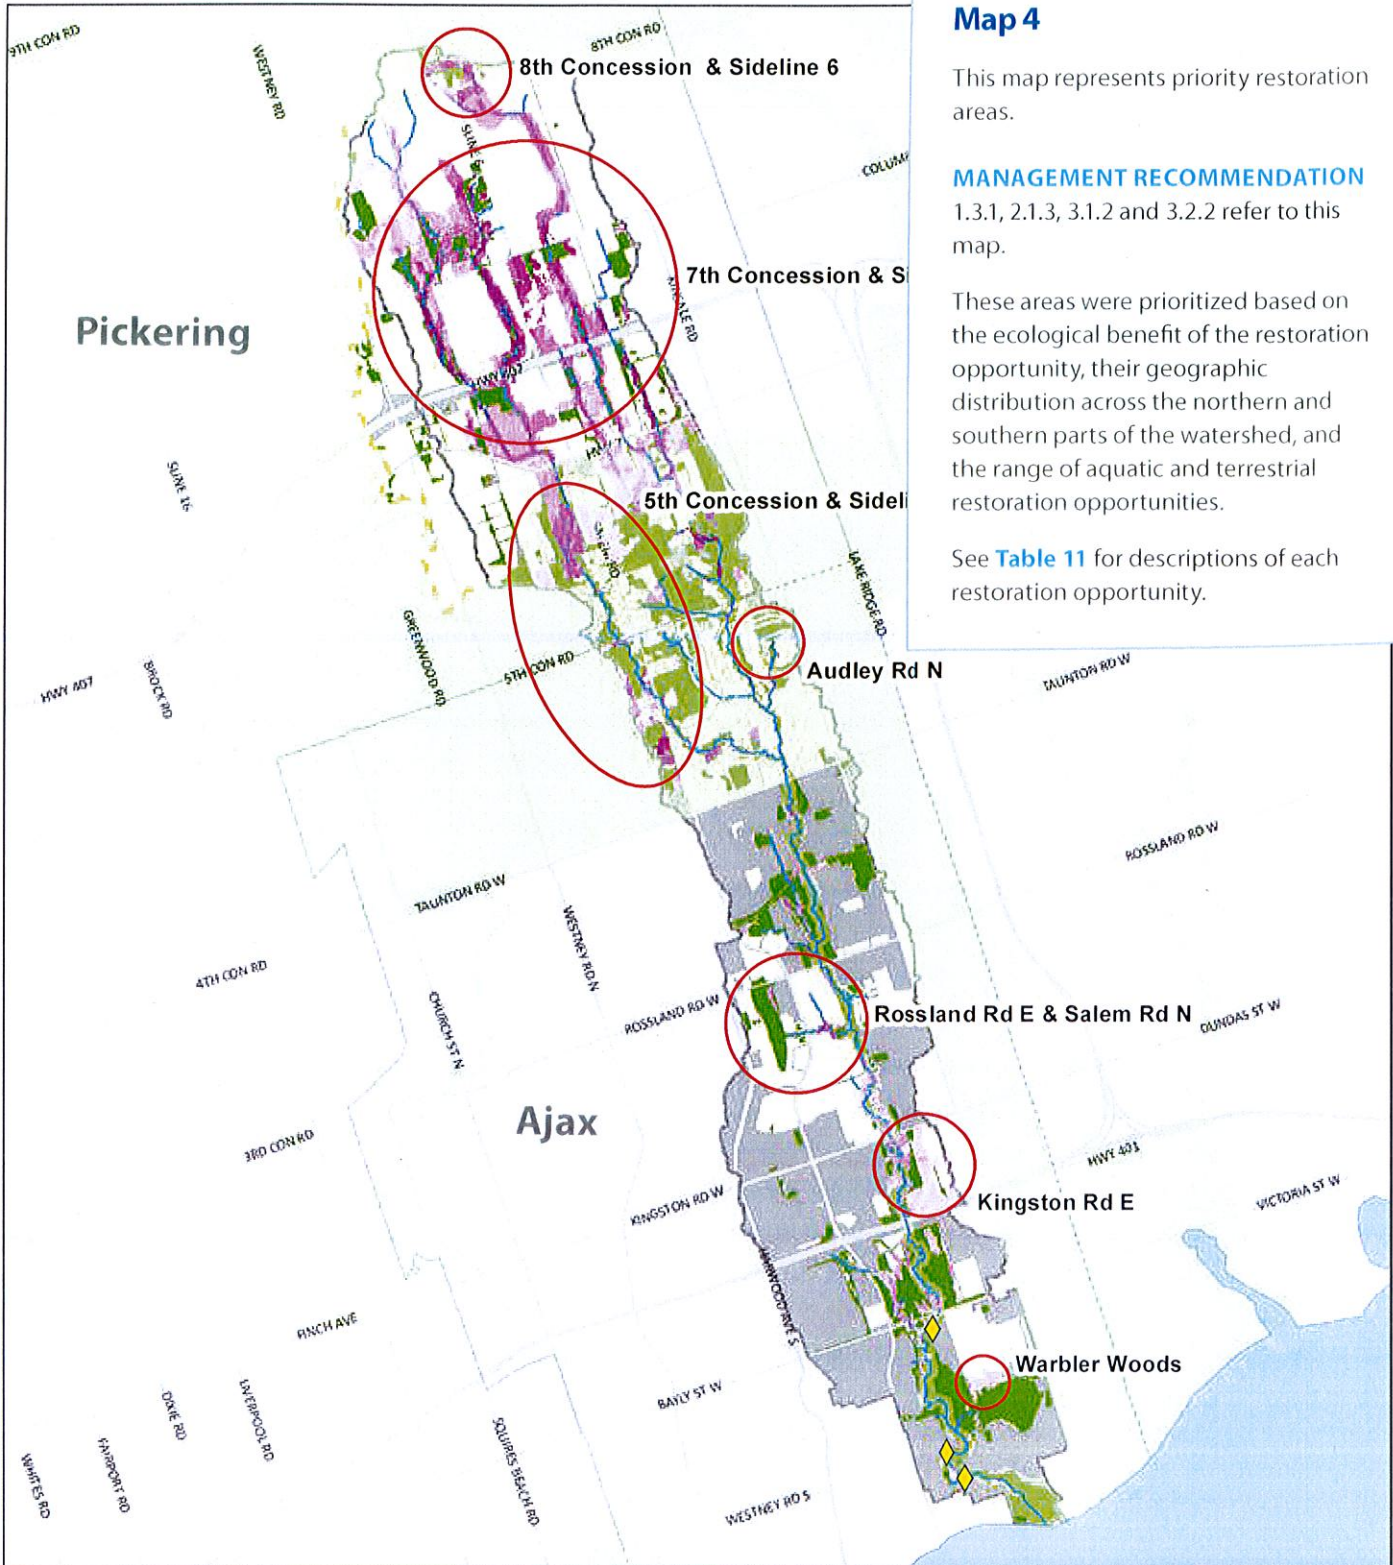 Map 4
This map represents priority restoration
areas.
MANAGEMENT RECOMMENDATION
1.3.1, 2.1.3, 3.1.2 and 3.2.2 refer to this
map.
These areas were prioritized based on
the ecological benefit of the restoration
opportunity, their geographic
distribution across the northern and
southern parts of the watershed, and
the range of aquatic and terrestrial
restoration opportunities.
See Table 11 for descriptions of each
restoration opportunity.
9TH CON RD
WESTNEY RD
8TH CON RD
8th Concession & Sideline 6
7th Concession & Si
HWY 407
Pickering
5th Concession & Sideli
LAKE RIDGE RD
GREENWOOD RD
5TH CON RD
Audley Rd N
TAUNTON RD W
HWY 407
BROCK RD
ROSSLAND RD W
TAUNTON RD W
WESTNEY RD N
4TH CON RD
CHURCH ST N
ROSSLAND RD W
Rossland Rd E & Salem Rd N
DUNDAS ST W
Ajax
3RD CON RD
HWY 401
KINGSTON RD W
Kingston Rd E
VICTORIA ST W
HARWOOD AVE S
FINCH AVE
Warbler Woods
BAYLY ST W
DIXIE RD
LIVERPOOL RD
SQUIRES BEACH RD
FAIRPORT RD
WHITES RD
WESTNEY RD S